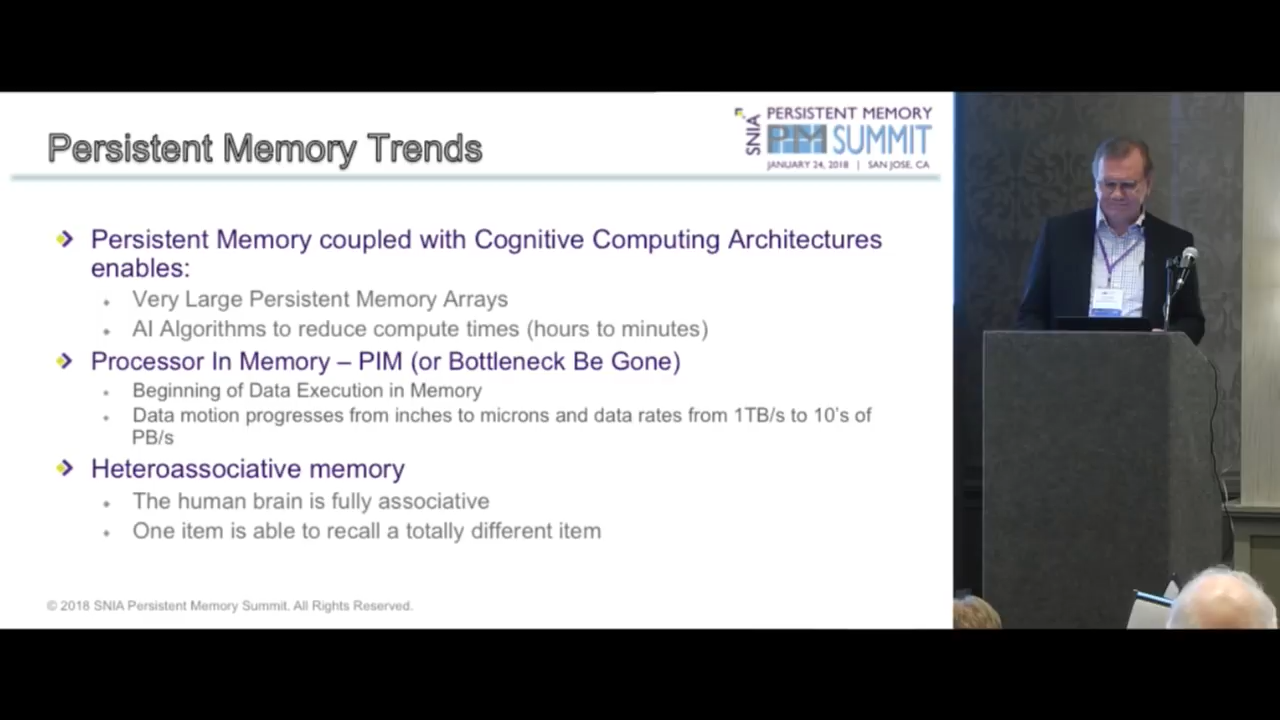 Persistent Memory Trends
SNIA
PERSISTENT MEMORY
PM SUMMIT
JANUARY 24, 2018 | SAN JOSE, CA
Persistent Memory coupled with Cognitive Computing Architectures
enables:
Very Large Persistent Memory Arrays
AI Algorithms to reduce compute times (hours to minutes)
Processor In Memory – PIM (or Bottleneck Be Gone)
Beginning of Data Execution in Memory
Data motion progresses from inches to microns and data rates from 1TB/s to 10's of
PB/s
Heteroassociative memory
The human brain is fully associative
One item is able to recall a totally different item
© 2018 SNIA Persistent Memory Summit. All Rights Reserved.